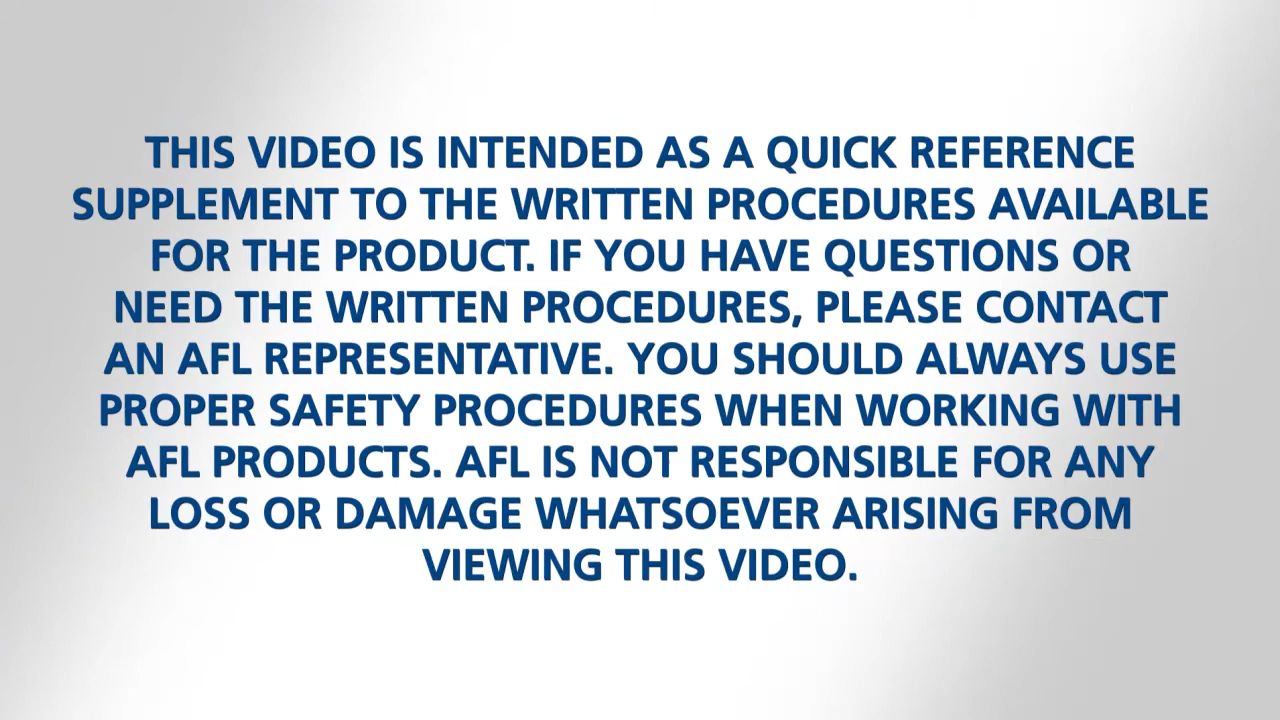 THIS VIDEO IS INTENDED AS A QUICK REFERENCE
SUPPLEMENT TO THE WRITTEN PROCEDURES AVAILABLE
FOR THE PRODUCT. IF YOU HAVE QUESTIONS OR
NEED THE WRITTEN PROCEDURES, PLEASE CONTACT
AN AFL REPRESENTATIVE. YOU SHOULD ALWAYS USE
PROPER SAFETY PROCEDURES WHEN WORKING WITH
AFL PRODUCTS. AFL IS NOT RESPONSIBLE FOR ANY
LOSS OR DAMAGE WHATSOEVER ARISING FROM
VIEWING THIS VIDEO.